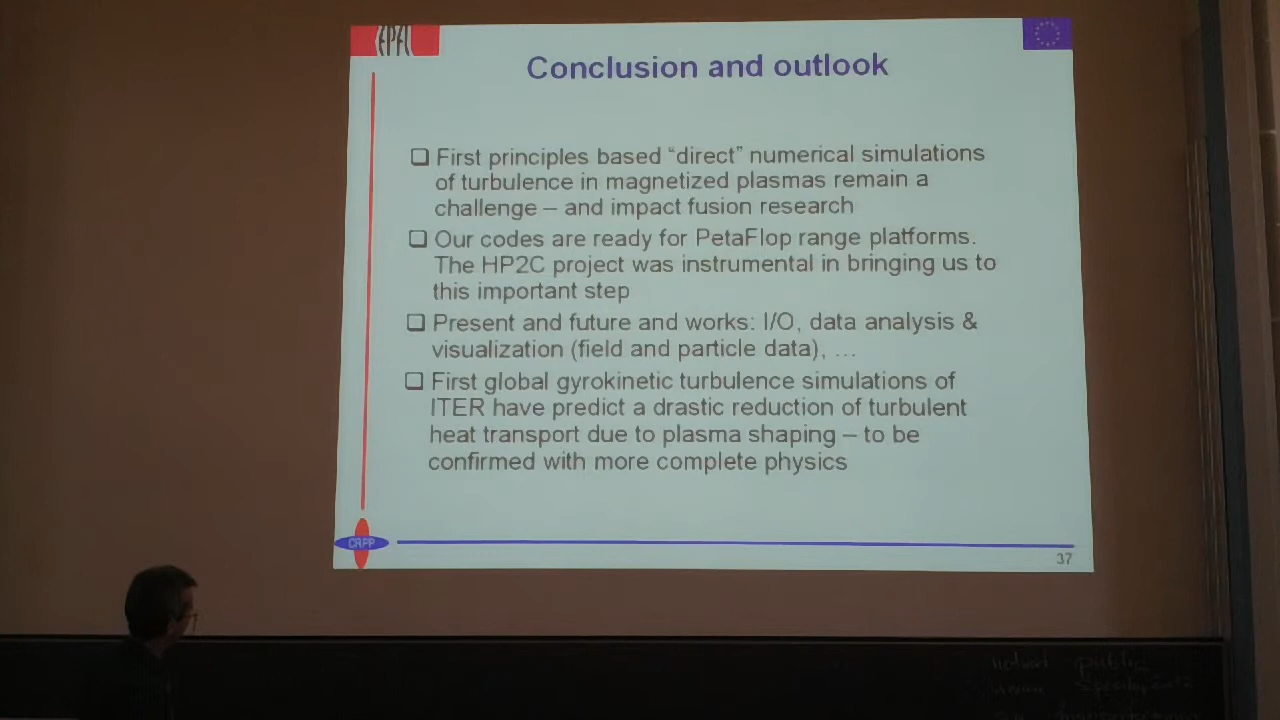 EPFL
Conclusion and outlook
❑ First principles based “direct” numerical simulations
of turbulence in magnetized plasmas remain a
challenge – and impact fusion research
❑ Our codes are ready for PetaFlop range platforms.
The HP2C project was instrumental in bringing us to
this important step
❑ Present and future and works: I/O, data analysis &
visualization (field and particle data), ...
❑ First global gyrokinetic turbulence simulations of
ITER have predict a drastic reduction of turbulent
heat transport due to plasma shaping – to be
confirmed with more complete physics
CRPP
37
public